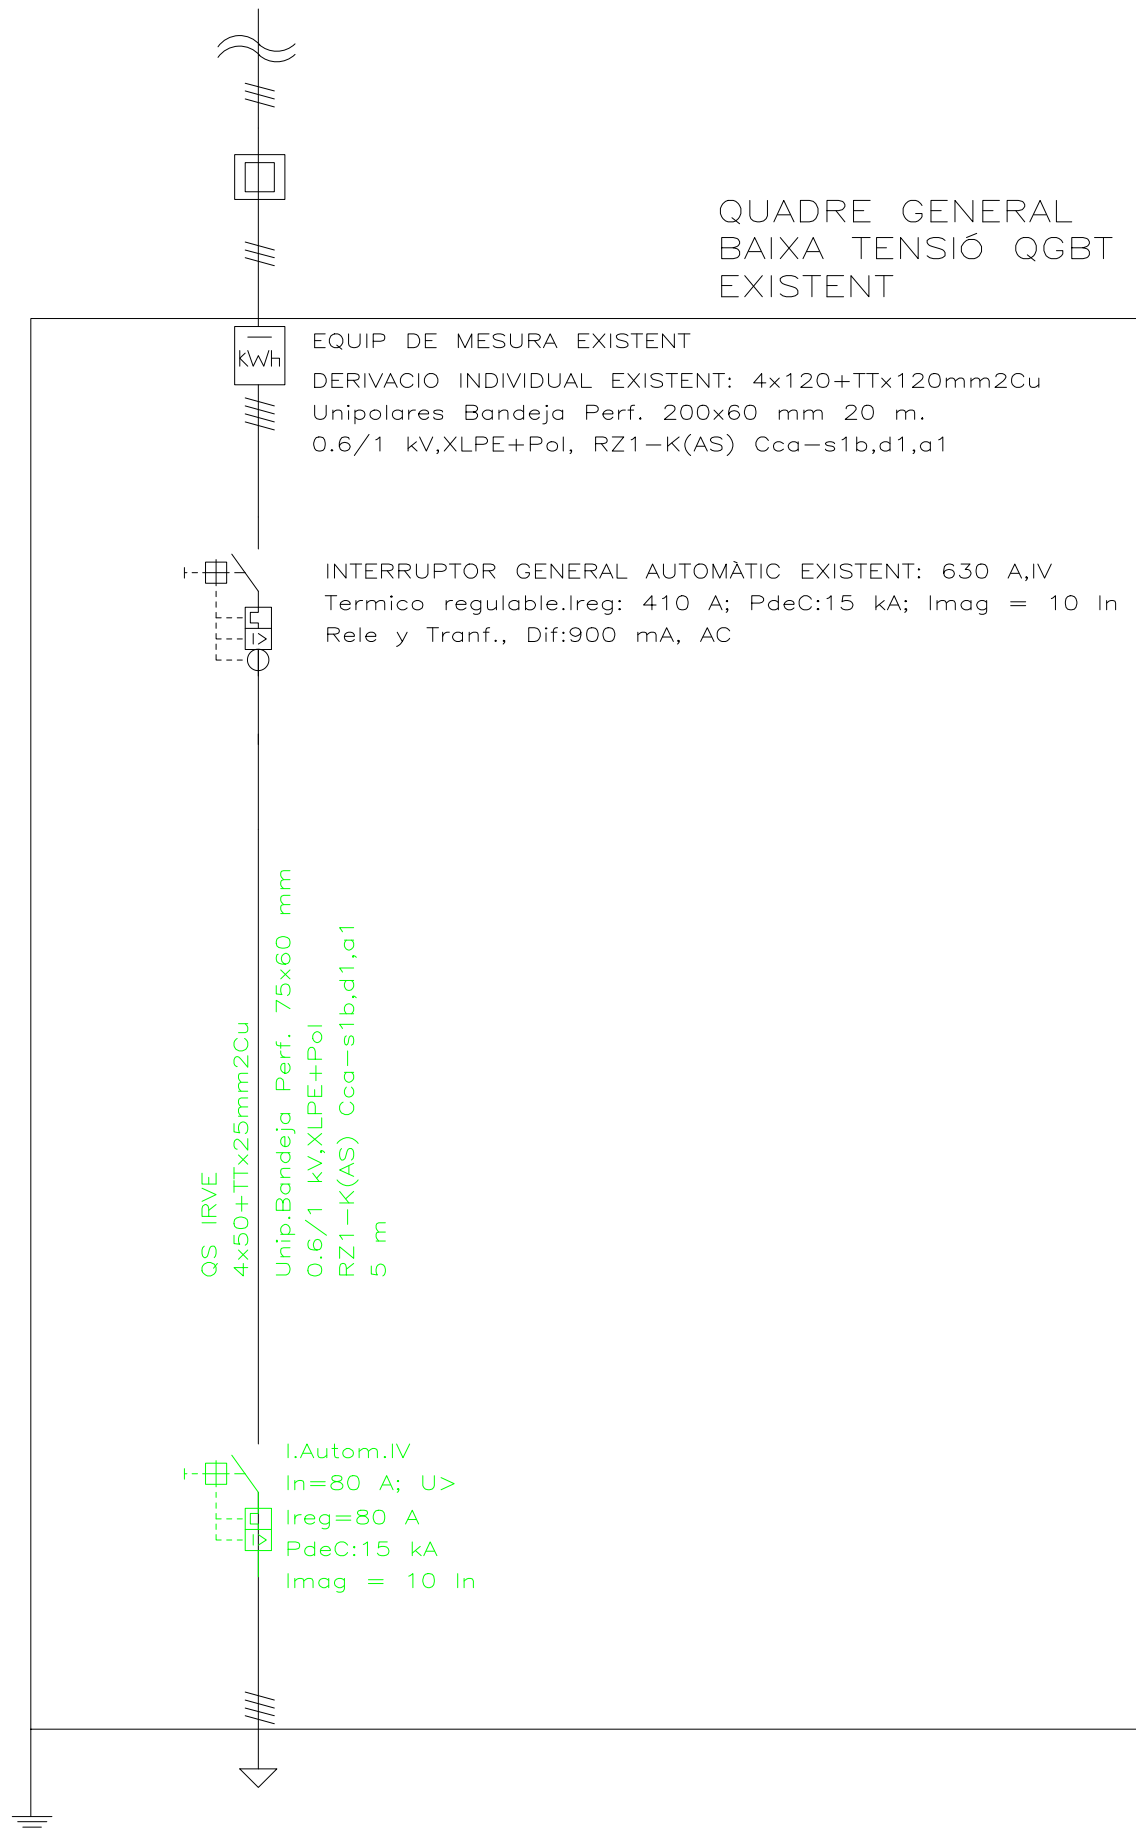 QUADRE GENERAL
BAIXA TENSIÓ QGBT
EXISTENT
KWh
EQUIP DE MESURA EXISTENT
DERIVACIO INDIVIDUAL EXISTENT: 4x120+TTx120mm2Cu
Unipolares Bandeja Perf. 200x60 mm 20 m.
0.6/1 kV,XLPE+Pol, RZ1-K(AS) Cca-s1b,d1,a1
INTERRUPTOR GENERAL AUTOMÀTIC EXISTENT: 630 A,IV
Termico regulable.Ireg: 410 A; PdeC:15 kA; Imag = 10 In
Rele y Tranf., Dif:900 mA, AC
I>
QS IRVE
4x50+TTx25mm2Cu
Unip.Bandeja Perf. 75x60 mm
0.6/1 kV,XLPE+Pol
RZ1-K(AS) Cca-s1b,d1,a1
5 m
I.Autom.IV
In=80 A; U>
Ireg=80 A
PdeC:15 kA
Imag = 10 In
I>